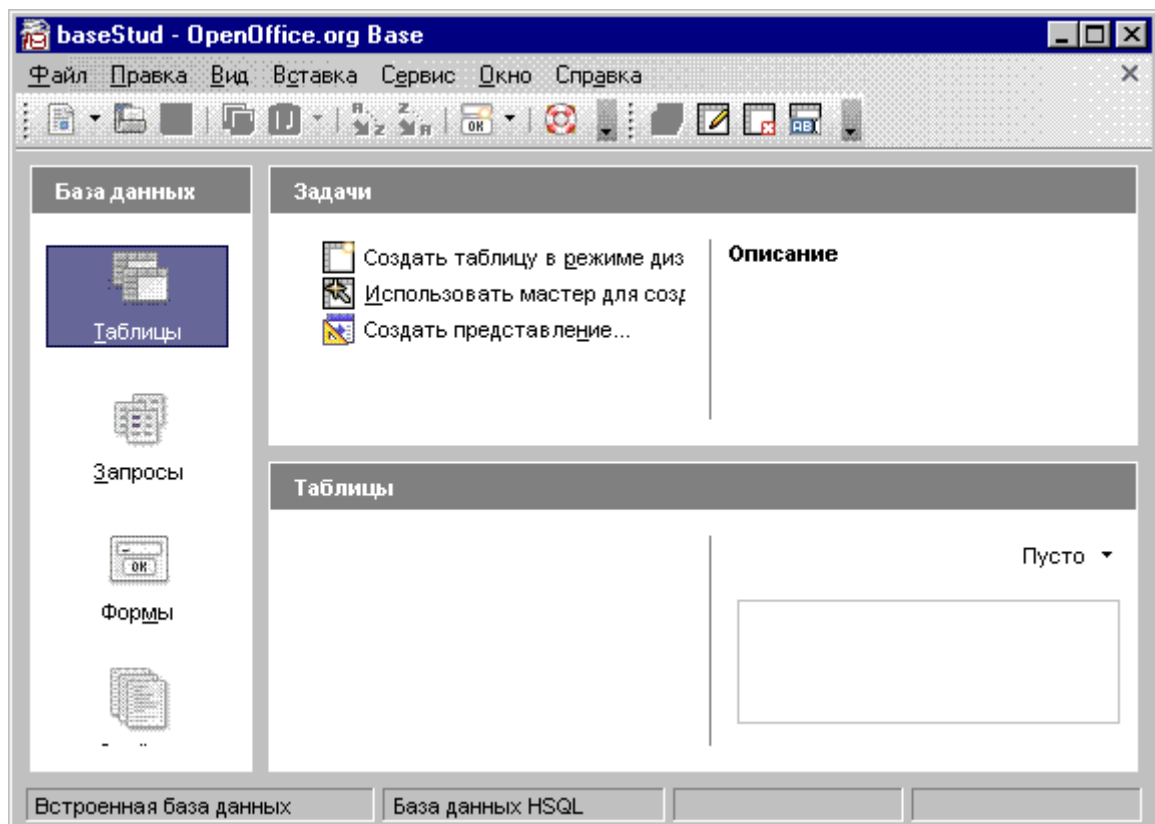 baseStud - OpenOffice.org Base
Файл Правка Вид Вставка Сервис Окно Справка
База данных
Задачи
Создать таблицу в режиме диз
Использовать мастер для созд
Создать представление...
Описание
Таблицы
Запросы
Формы
Таблицы
Пусто
Встроенная база данных
База данных HSQL